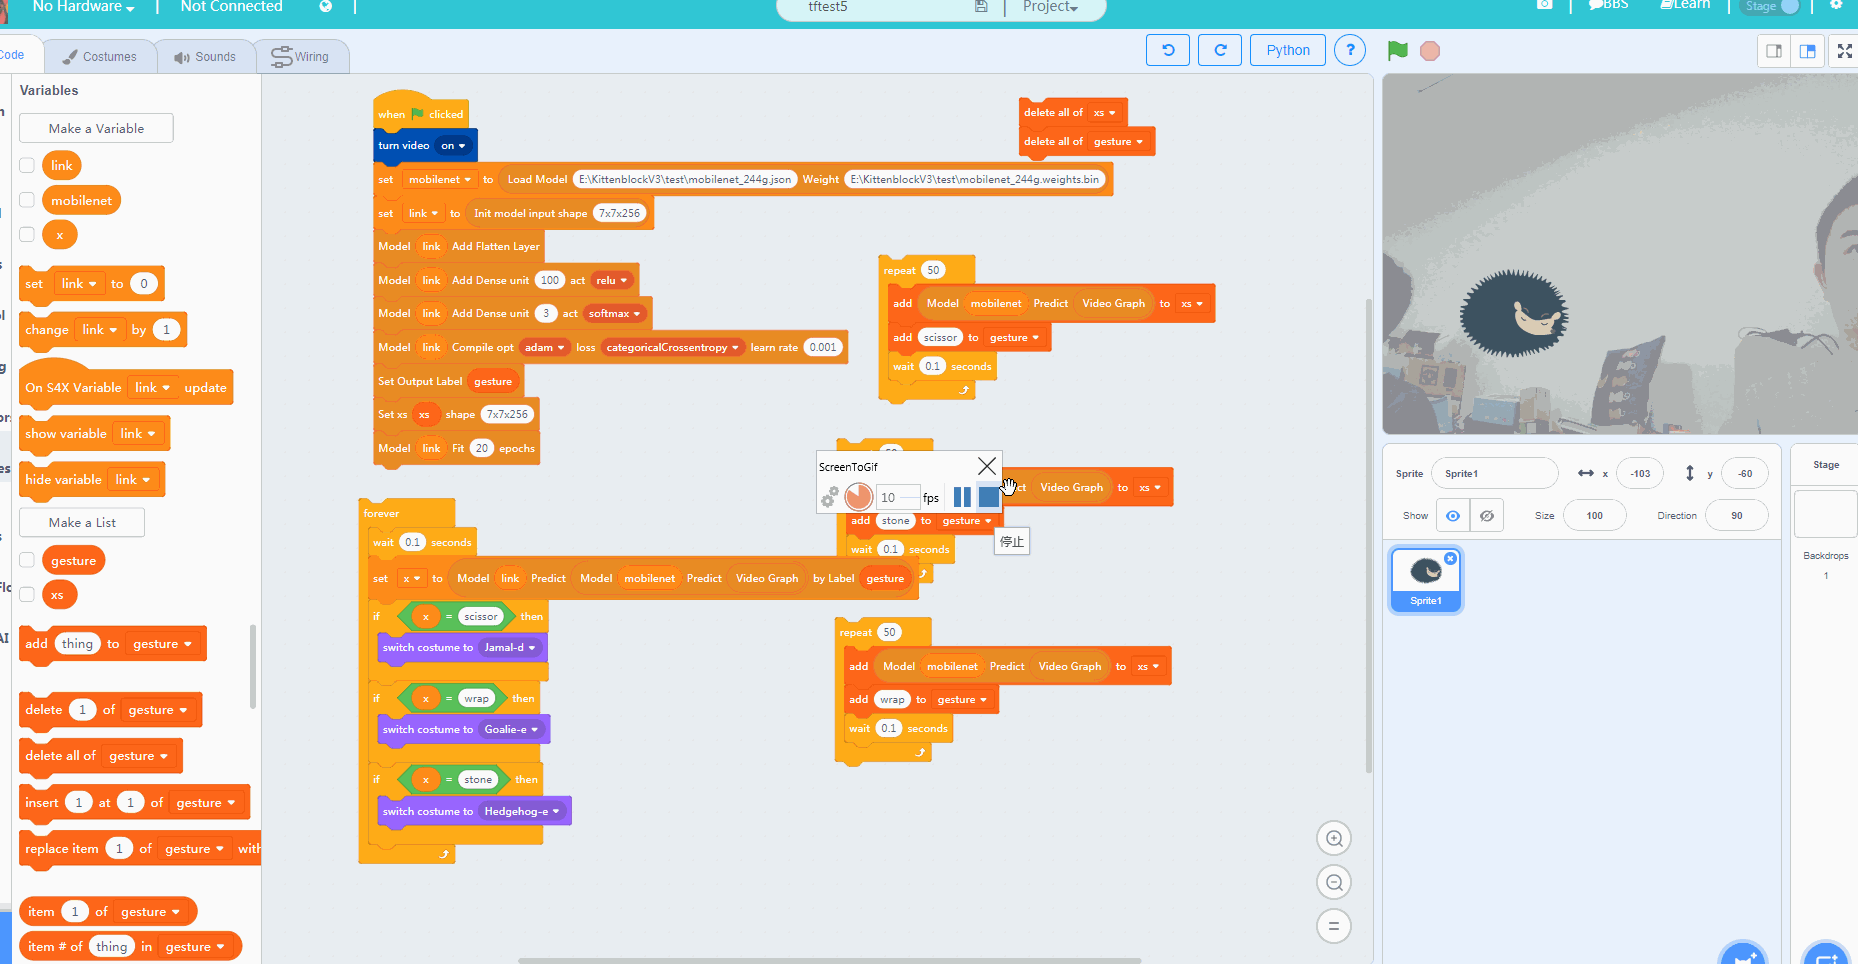 No Hardware
Not Connected
tftest5
Project
BBS
Learn
Stage
Code
Costumes
Sounds
Wiring
Python
?
Variables
Make a Variable
link
mobilenet
x
set link to 0
change link by 1
On S4X Variable link update
show variable link
hide variable link
Make a List
gesture
xs
add thing to gesture
delete 1 of gesture
delete all of gesture
insert 1 at 1 of gesture
replace item 1 of gesture with
item 1 of gesture
item # of thing in gesture
when clicked
turn video on
set mobilenet to Load Model E:\KittenblockV3\test\mobilenet_244g.json Weight E:\KittenblockV3\test\mobilenet_244g.weights.bin
set link to Init model input shape 7x7x256
Model link Add Flatten Layer
Model link Add Dense unit 100 act relu
Model link Add Dense unit 3 act softmax
Model link Compile opt adam loss categoricalCrossentropy learn rate 0.001
Set Output Label gesture
Set xs xs shape 7x7x256
Model link Fit 20 epochs
forever
wait 0.1 seconds
set x to Model link Predict Model mobilenet Predict Video Graph by Label gesture
if x = scissor then
switch costume to Jamal-d
if x = wrap then
switch costume to Goalie-e
if x = stone then
switch costume to Hedgehog-e
delete all of xs
delete all of gesture
repeat 50
add Model mobilenet Predict Video Graph to xs
add scissor to gesture
wait 0.1 seconds
ScreenToGif
10 fps
停止
Video Graph to xs
add stone to gesture
wait 0.1 seconds
repeat 50
add Model mobilenet Predict Video Graph to xs
add wrap to gesture
wait 0.1 seconds
Sprite Sprite1 x -103 y -60
Show Size 100 Direction 90
Sprite1
Stage
Backdrops
1